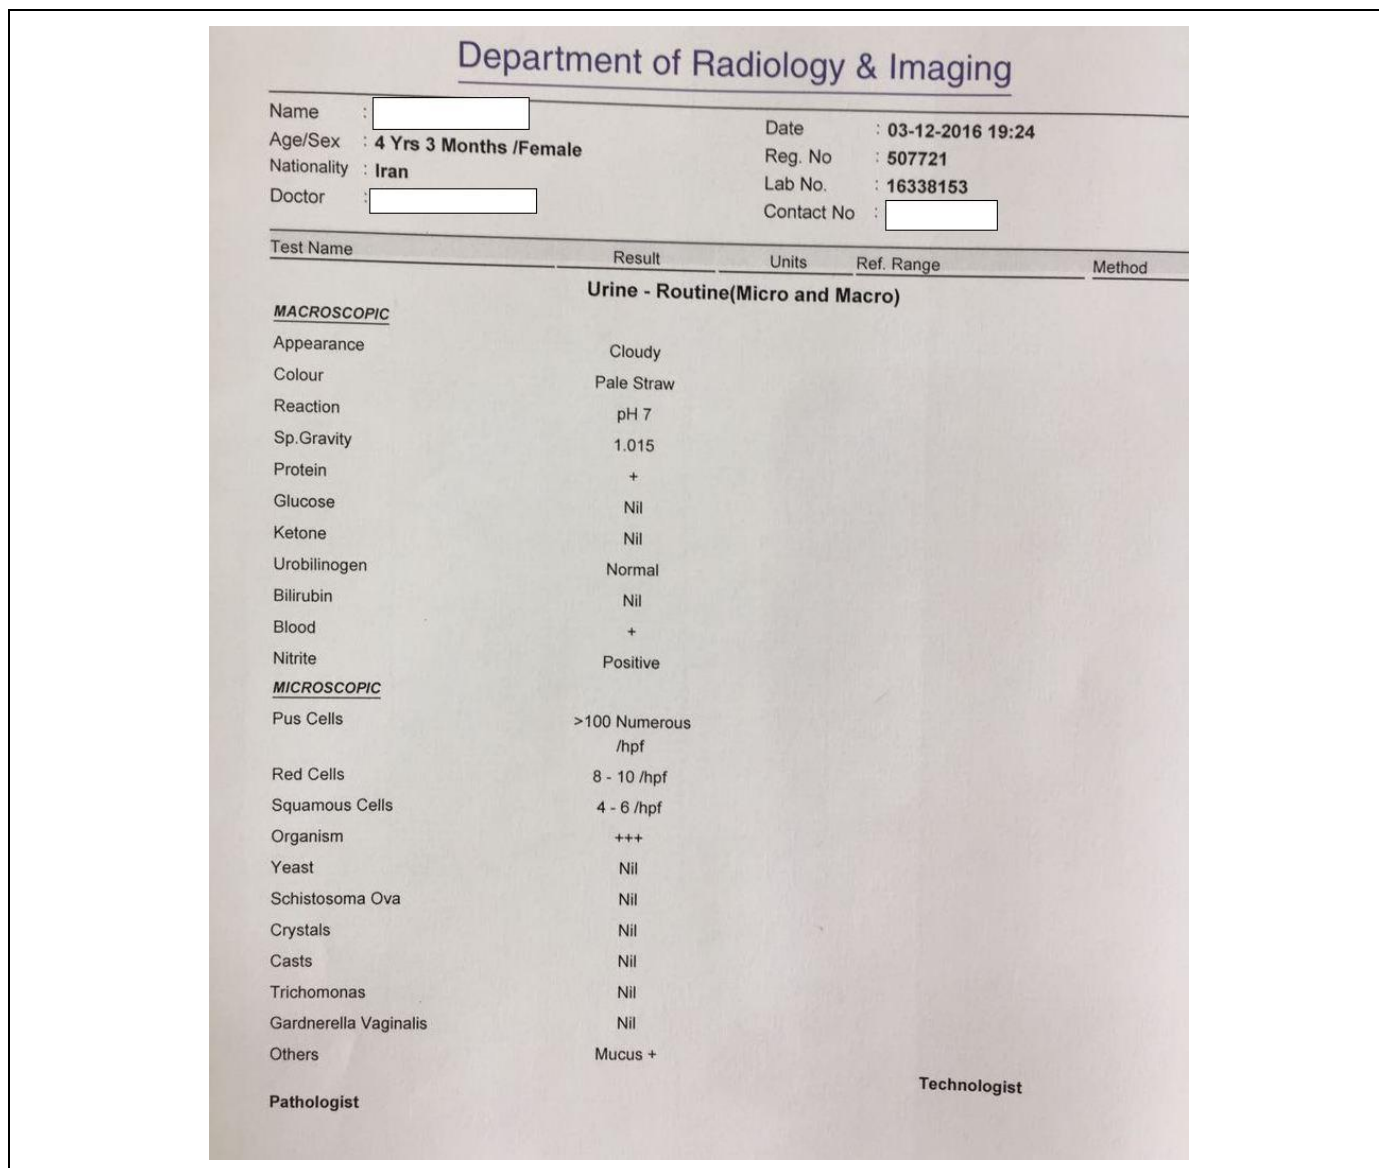 Department of Radiology & Imaging
Name :
Age/Sex : 4 Yrs 3 Months /Female
Nationality : Iran
Doctor :
Date : 03-12-2016 19:24
Reg. No : 507721
Lab No. : 16338153
Contact No :
Test Name Result Units Ref. Range Method
Urine - Routine(Micro and Macro)
MACROSCOPIC
Appearance Cloudy
Colour Pale Straw
Reaction pH 7
Sp.Gravity 1.015
Protein +
Glucose Nil
Ketone Nil
Urobilinogen Normal
Bilirubin Nil
Blood +
Nitrite Positive
MICROSCOPIC
Pus Cells >100 Numerous
/hpf
Red Cells 8 - 10 /hpf
Squamous Cells 4 - 6 /hpf
Organism +++
Yeast Nil
Schistosoma Ova Nil
Crystals Nil
Casts Nil
Trichomonas Nil
Gardnerella Vaginalis Nil
Others Mucus +
Technologist
Pathologist